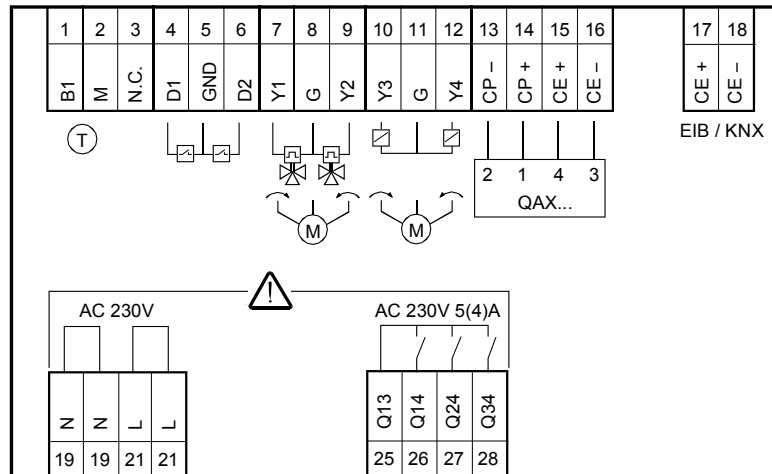 1 2 3 4 5 6 7 8 9 10 11 12 13 14 15 16 17 18
B1 M N.C. D1 GND D2 Y1 G Y2 Y3 G Y4 CP – CP + CE + CE – CE + CE –
T
EIB / KNX
2 1 4 3
QAX...
M M
!
AC 230V AC 230V 5(4)A
N N L L Q13 Q14 Q24 Q34
19 19 21 21 25 26 27 28